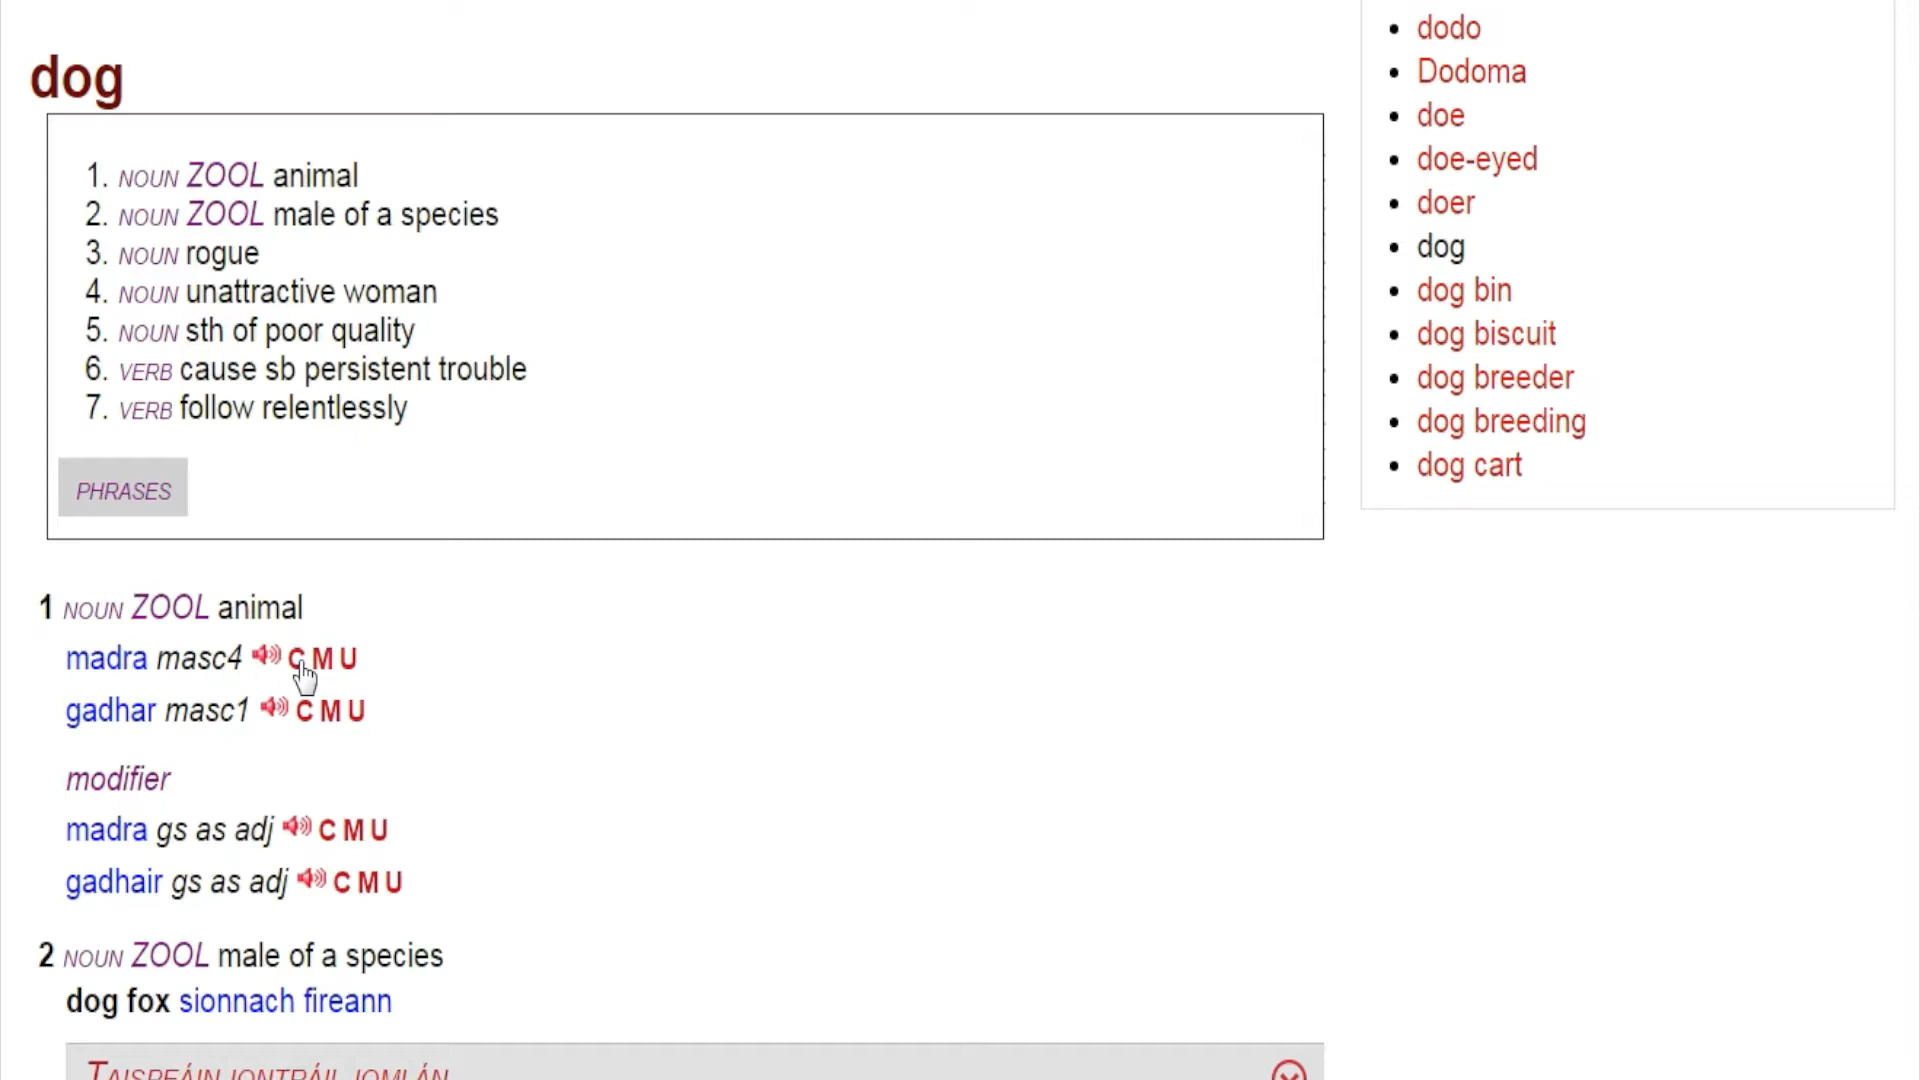 dog
1. NOUN ZOOL animal
2. NOUN ZOOL male of a species
3. NOUN rogue
4. NOUN unattractive woman
5. NOUN sth of poor quality
6. VERB cause sb persistent trouble
7. VERB follow relentlessly
PHRASES
1 NOUN ZOOL animal
madra masc4 C M U
gadhar masc1 C M U
modifier
madra gs as adj C M U
gadhair gs as adj C M U
2 NOUN ZOOL male of a species
dog fox sionnach fireann
TAISPEÁIN IONTRÁIL IOMLÁN
dodo
Dodoma
doe
doe-eyed
doer
dog
dog bin
dog biscuit
dog breeder
dog breeding
dog cart